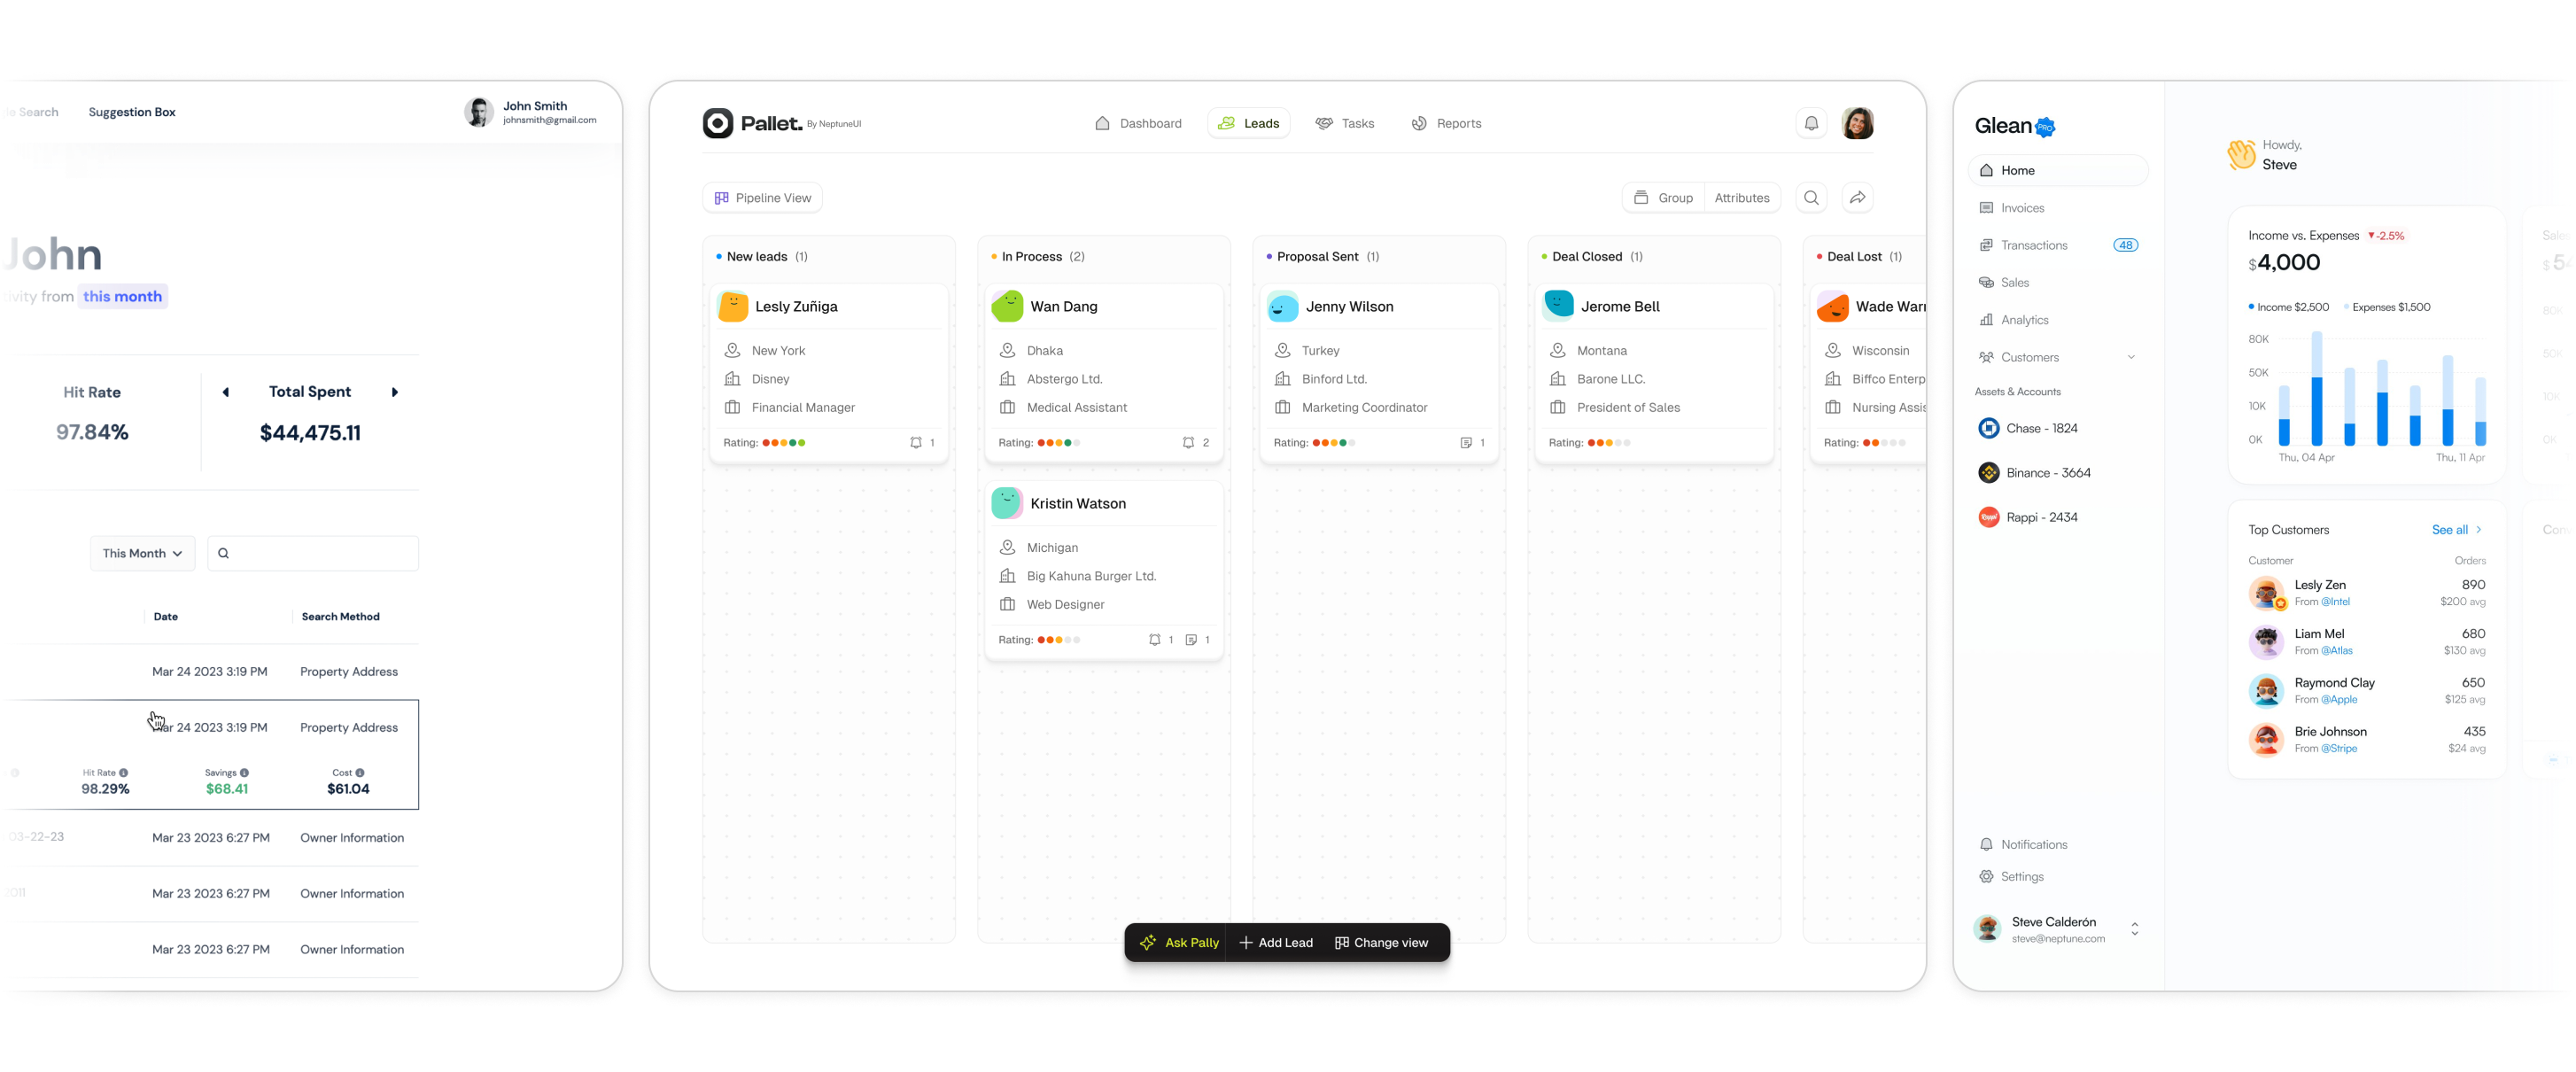 Search
Suggestion Box
John Smith
johnsmith@gmail.com
John
from this month
Hit Rate
97.84%
Total Spent
$44,475.11
This Month
Date
Search Method
Mar 24 2023 3:19 PM
Property Address
Mar 24 2023 3:19 PM
Property Address
Hit Rate
98.29%
Savings
$68.41
Cost
$61.04
03-22-23
Mar 23 2023 6:27 PM
Owner Information
2011
Mar 23 2023 6:27 PM
Owner Information
Mar 23 2023 6:27 PM
Owner Information
Pallet. By NeptuneUI
Dashboard
Leads
Tasks
Reports
Pipeline View
Group
Attributes
New leads (1)
Lesly Zuñiga
New York
Disney
Financial Manager
Rating:
1
In Process (2)
Wan Dang
Dhaka
Abstergo Ltd.
Medical Assistant
Rating:
2
Kristin Watson
Michigan
Big Kahuna Burger Ltd.
Web Designer
Rating:
1
1
Proposal Sent (1)
Jenny Wilson
Turkey
Binford Ltd.
Marketing Coordinator
Rating:
1
Deal Closed (1)
Jerome Bell
Montana
Barone LLC.
President of Sales
Rating:
Deal Lost (1)
Wade Warr
Wisconsin
Biffco Enterp
Nursing Assis
Rating:
Ask Pally
Add Lead
Change view
Glean PRO
Home
Invoices
Transactions
48
Sales
Analytics
Customers
Assets & Accounts
Chase - 1824
Binance - 3664
Rappi - 2434
Notifications
Settings
Steve Calderón
steve@neptune.com
Howdy,
Steve
Income vs. Expenses -2.5%
$4,000
Income $2,500
Expenses $1,500
80K
50K
10K
0K
Thu, 04 Apr
Thu, 11 Apr
Top Customers
See all
Customer
Orders
Lesly Zen
890
From @Intel
$200 avg
Liam Mel
680
From @Atlas
$130 avg
Raymond Clay
650
From @Apple
$125 avg
Brie Johnson
435
From @Stripe
$24 avg
Sales
80K
50K
10K
0K